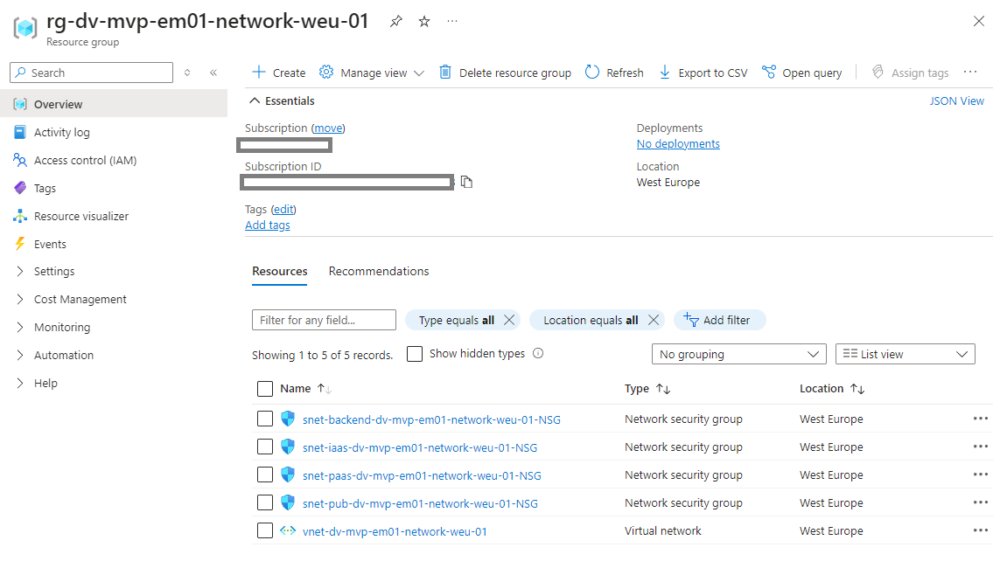 rg-dv-mvp-em01-network-weu-01
Resource group
Search
Overview
Activity log
Access control (IAM)
Tags
Resource visualizer
Events
Settings
Cost Management
Monitoring
Automation
Help
Create Manage view Delete resource group Refresh Export to CSV Open query Assign tags
Essentials JSON View
Subscription (move)
Subscription ID
Tags (edit)
Add tags
Deployments
No deployments
Location
West Europe
Resources Recommendations
Filter for any field... Type equals all Location equals all Add filter
Showing 1 to 5 of 5 records. Show hidden types No grouping List view
Name Type Location
snet-backend-dv-mvp-em01-network-weu-01-NSG Network security group West Europe
snet-iaas-dv-mvp-em01-network-weu-01-NSG Network security group West Europe
snet-paas-dv-mvp-em01-network-weu-01-NSG Network security group West Europe
snet-pub-dv-mvp-em01-network-weu-01-NSG Network security group West Europe
vnet-dv-mvp-em01-network-weu-01 Virtual network West Europe